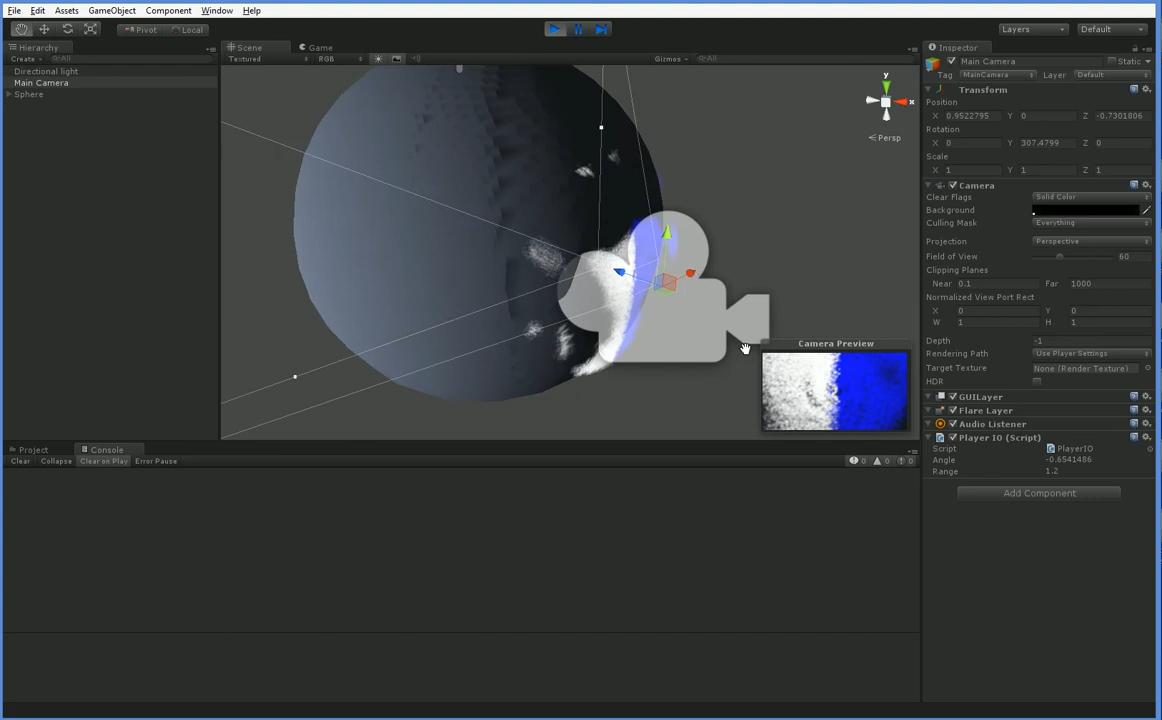 File Edit Assets GameObject Component Window Help
Pivot Local Layers Default
Hierarchy
Create All
Directional light
Main Camera
Sphere
Scene Game
Textured RGB Gizmos All
y
x
Persp
Camera Preview
Project Console
Clear Collapse Clear on Play Error Pause 0 0 0
Inspector
Main Camera Static
Tag MainCamera Layer Default
Transform
Position
X 0.9522795 Y 0 Z -0.7301806
Rotation
X 0 Y 307.4799 Z 0
Scale
X 1 Y 1 Z 1
Camera
Clear Flags Solid Color
Background
Culling Mask Everything
Projection Perspective
Field of View 60
Clipping Planes
Near 0.1 Far 1000
Normalized View Port Rect
X 0 Y 0
W 1 H 1
Depth -1
Rendering Path Use Player Settings
Target Texture None (Render Texture)
HDR
GUILayer
Flare Layer
Audio Listener
Player IO (Script)
Script PlayerIO
Angle -0.6541486
Range 1.2
Add Component